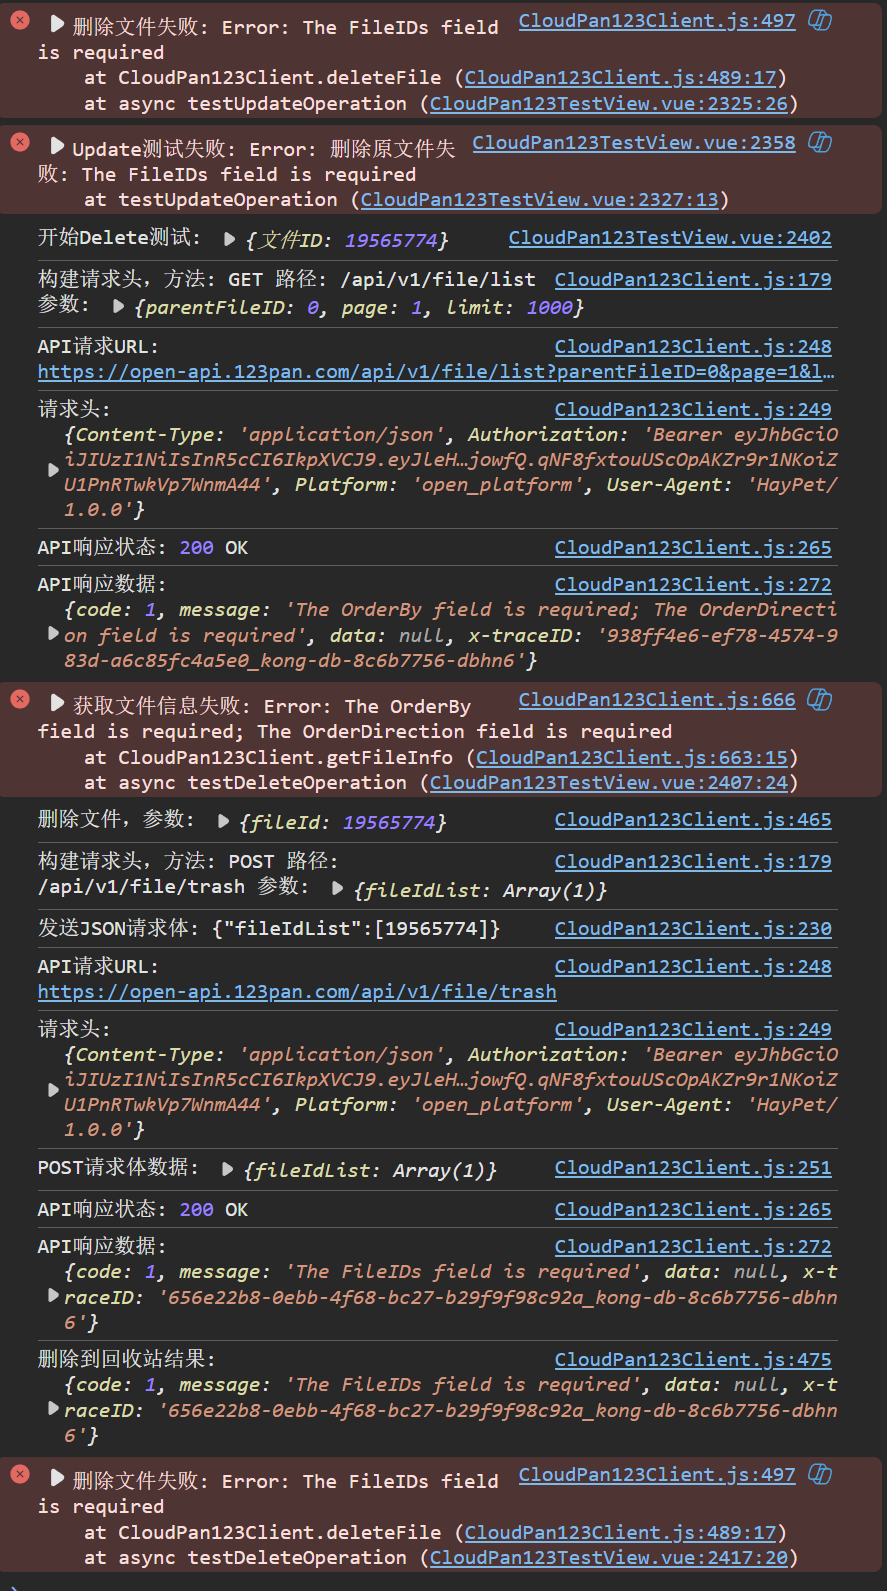 删除文件失败: Error: The FileIDs field CloudPan123Client.js:497
is required
at CloudPan123Client.deleteFile (CloudPan123Client.js:489:17)
at async testUpdateOperation (CloudPan123TestView.vue:2325:26)
Update测试失败: Error: 删除原文件失 CloudPan123TestView.vue:2358
败: The FileIDs field is required
at testUpdateOperation (CloudPan123TestView.vue:2327:13)
开始Delete测试: {文件ID: 19565774} CloudPan123TestView.vue:2402
构建请求头，方法: GET 路径: /api/v1/file/list CloudPan123Client.js:179
参数: {parentFileID: 0, page: 1, limit: 1000}
API请求URL: CloudPan123Client.js:248
https://open-api.123pan.com/api/v1/file/list?parentFileID=0&page=1&l…
请求头: CloudPan123Client.js:249
{Content-Type: 'application/json', Authorization: 'Bearer eyJhbGciO
iJIUzI1NiIsInR5cCI6IkpXVCJ9.eyJleH…jowfQ.qNF8fxtouUScOpAKZr9r1NKoiZ
U1PnRTwkVp7WnmA44', Platform: 'open_platform', User-Agent: 'HayPet/
1.0.0'}
API响应状态: 200 OK CloudPan123Client.js:265
API响应数据: CloudPan123Client.js:272
{code: 1, message: 'The OrderBy field is required; The OrderDirecti
on field is required', data: null, x-traceID: '938ff4e6-ef78-4574-9
83d-a6c85fc4a5e0_kong-db-8c6b7756-dbhn6'}
获取文件信息失败: Error: The OrderBy CloudPan123Client.js:666
field is required; The OrderDirection field is required
at CloudPan123Client.getFileInfo (CloudPan123Client.js:663:15)
at async testDeleteOperation (CloudPan123TestView.vue:2407:24)
删除文件，参数: {fileId: 19565774} CloudPan123Client.js:465
构建请求头，方法: POST 路径: CloudPan123Client.js:179
/api/v1/file/trash 参数: {fileIdList: Array(1)}
发送JSON请求体: {"fileIdList":[19565774]} CloudPan123Client.js:230
API请求URL: CloudPan123Client.js:248
https://open-api.123pan.com/api/v1/file/trash
请求头: CloudPan123Client.js:249
{Content-Type: 'application/json', Authorization: 'Bearer eyJhbGciO
iJIUzI1NiIsInR5cCI6IkpXVCJ9.eyJleH…jowfQ.qNF8fxtouUScOpAKZr9r1NKoiZ
U1PnRTwkVp7WnmA44', Platform: 'open_platform', User-Agent: 'HayPet/
1.0.0'}
POST请求体数据: {fileIdList: Array(1)} CloudPan123Client.js:251
API响应状态: 200 OK CloudPan123Client.js:265
API响应数据: CloudPan123Client.js:272
{code: 1, message: 'The FileIDs field is required', data: null, x-t
raceID: '656e22b8-0ebb-4f68-bc27-b29f9f98c92a_kong-db-8c6b7756-dbhn
6'}
删除到回收站结果: CloudPan123Client.js:475
{code: 1, message: 'The FileIDs field is required', data: null, x-t
raceID: '656e22b8-0ebb-4f68-bc27-b29f9f98c92a_kong-db-8c6b7756-dbhn
6'}
删除文件失败: Error: The FileIDs field CloudPan123Client.js:497
is required
at CloudPan123Client.deleteFile (CloudPan123Client.js:489:17)
at async testDeleteOperation (CloudPan123TestView.vue:2417:20)